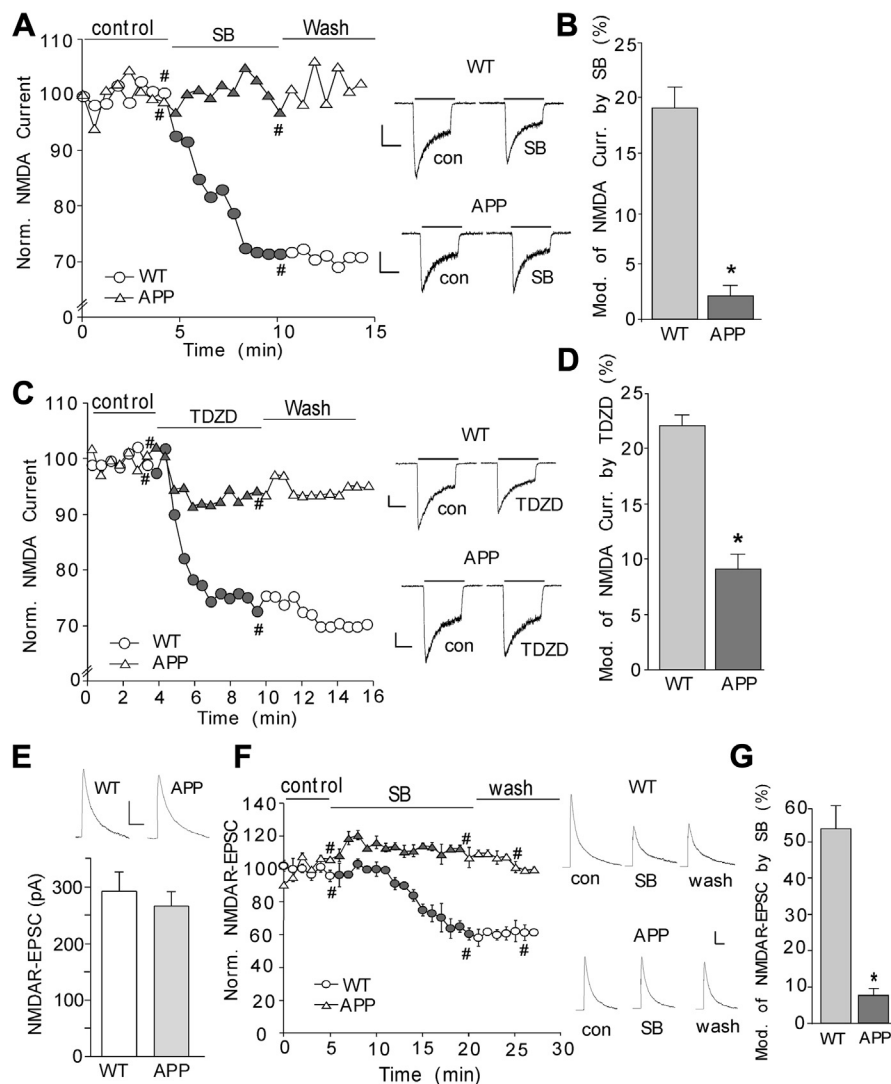 A
control SB Wash
110
100
90
80
70
0
Norm. NMDA Current
#
#
#
#
WT
APP
0 5 10 15
Time (min)
WT
con SB
APP
con SB
B
Mod. of NMDA Curr. by SB (%)
25
20
15
5
0
*
WT APP
C
control TDZD Wash
110
100
90
80
70
0
Norm. NMDA Current
#
#
#
#
WT
APP
0 2 4 6 8 10 12 14 16
Time (min)
WT
con TDZD
APP
con TDZD
D
Mod. of NMDA Curr. by TDZD (%)
25
20
15
10
5
0
*
WT APP
E
WT APP
NMDAR-EPSC (pA)
300
250
300
150
0
WT APP
F
control SB wash
140
120
100
80
60
40
20
0
Norm. NMDAR-EPSC
# # #
# # #
WT
APP
0 5 10 15 20 25 30
Time (min)
WT
con SB wash
APP
con SB wash
G
Mod. of NMDAR-EPSC by SB (%)
60
50
40
30
20
10
0
*
WT APP